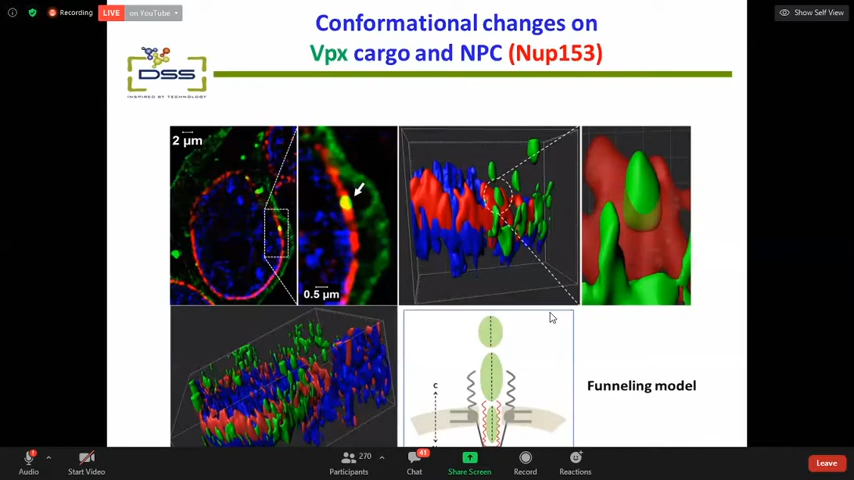 Recording
LIVE
on YouTube
Show Self View
Conformational changes on
Vpx cargo and NPC (Nup153)
DSS
INSPIRED BY TECHNOLOGY
2 µm
0.5 µm
C
Funneling model
Audio
Start Video
270
Participants
41
Chat
Share Screen
Record
Reactions
Leave